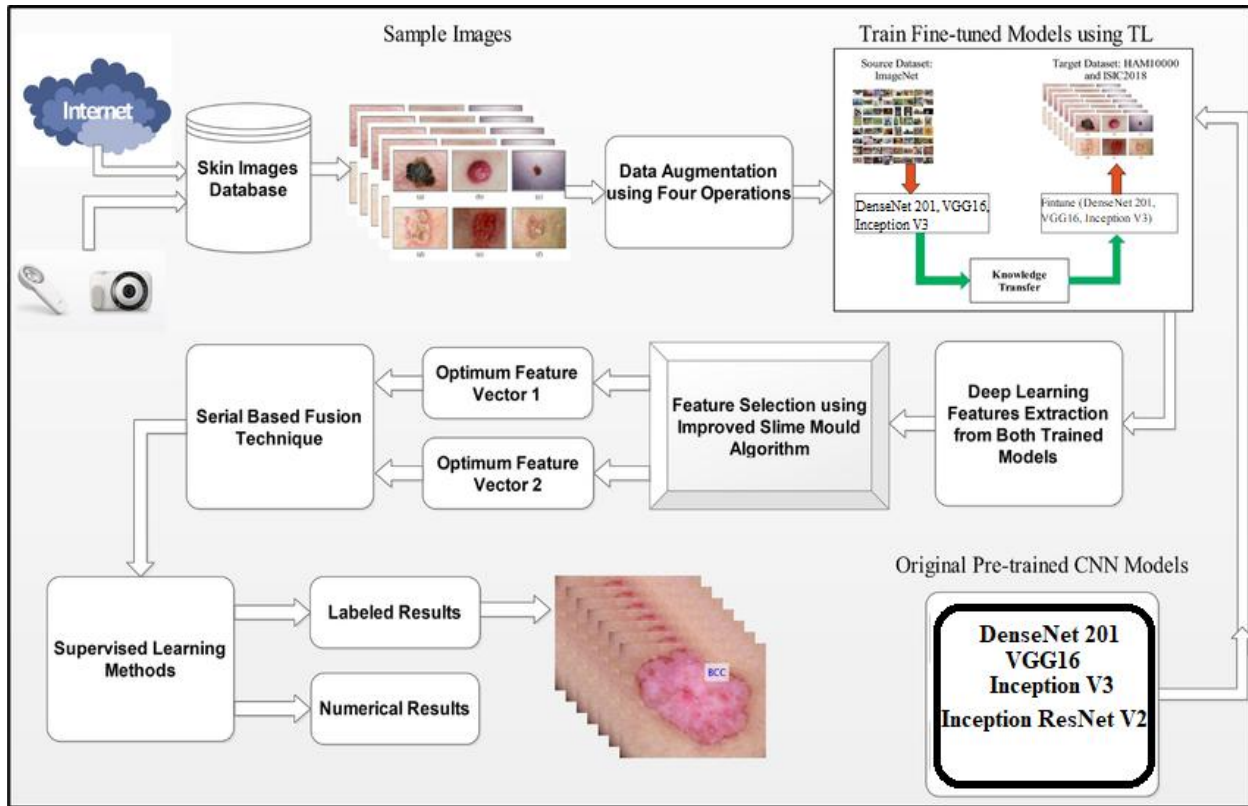 Sample Images
Train Fine-tuned Models using TL
Internet
Skin Images
Database
(a) (b) (c)
(d) (e) (f)
Data Augmentation
using Four Operations
Source Dataset:
ImageNet
Target Dataset: HAM10000
and ISIC2018
DenseNet 201, VGG16,
Inception V3
Fintune (DenseNet 201,
VGG16, Inception V3)
Knowledge
Transfer
Serial Based Fusion
Technique
Optimum Feature
Vector 1
Optimum Feature
Vector 2
Feature Selection using
Improved Slime Mould
Algorithm
Deep Learning
Features Extraction
from Both Trained
Models
Supervised Learning
Methods
Labeled Results
Numerical Results
BCC
Original Pre-trained CNN Models
DenseNet 201
VGG16
Inception V3
Inception ResNet V2